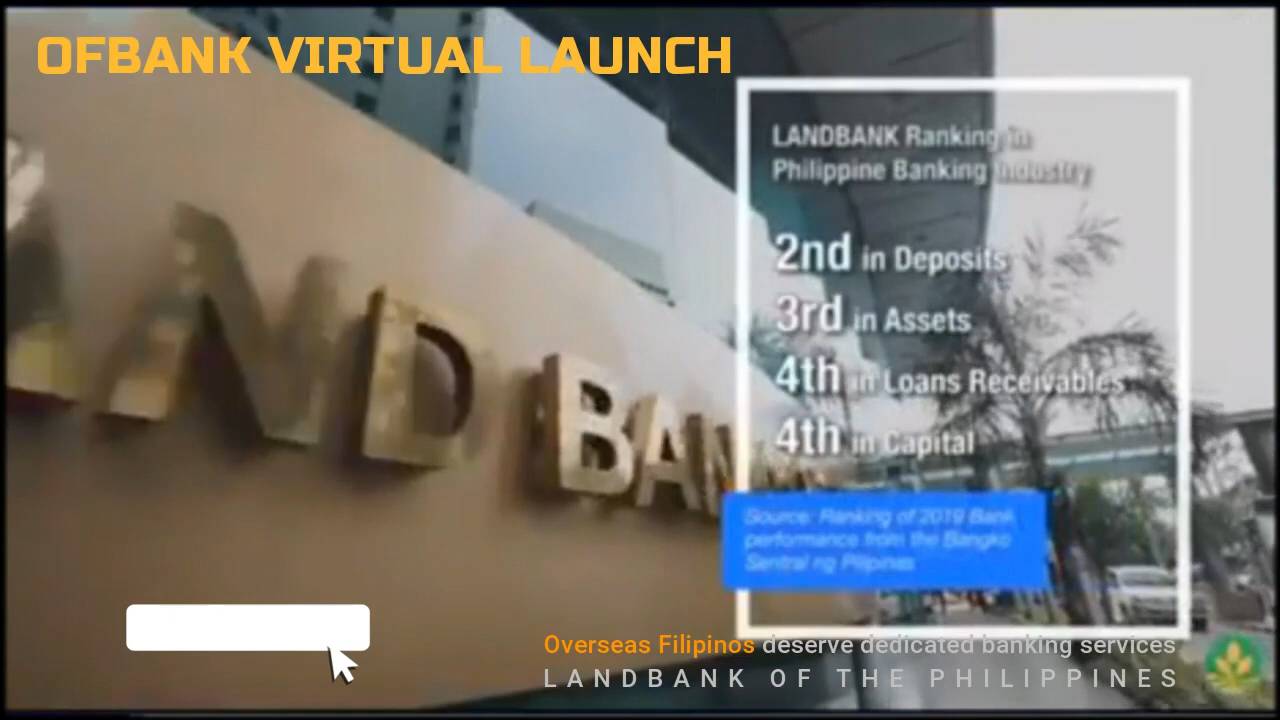 OFBANK VIRTUAL LAUNCH
LANDBANK Ranking in
Philippine Banking Industry
2nd in Deposits
3rd in Assets
4th in Loans Receivables
4th in Capital
AND BANK
Source: Ranking of 2019 Bank
performance from the Bangko
Sentral ng Pilipinas
Overseas Filipinos deserve dedicated banking services
LANDBANK OF THE PHILIPPINES